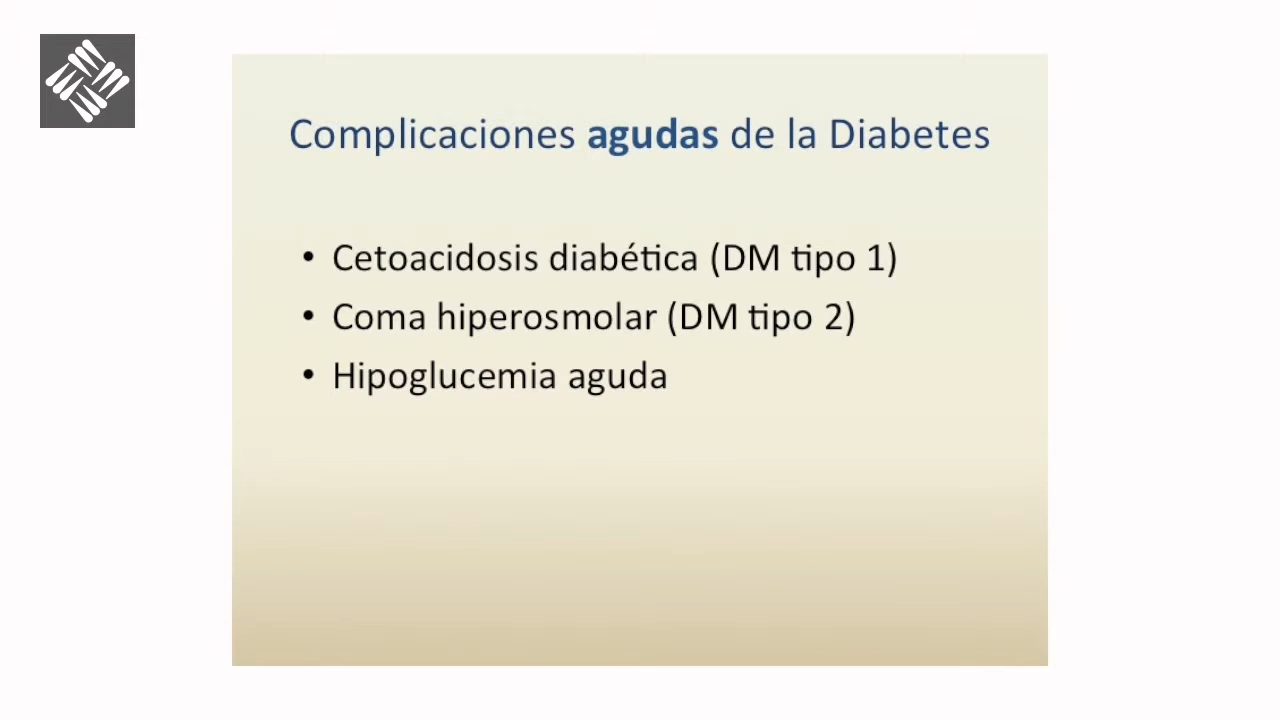 Complicaciones agudas de la Diabetes
• Cetoacidosis diabética (DM tipo 1)
• Coma hiperosmolar (DM tipo 2)
• Hipoglucemia aguda